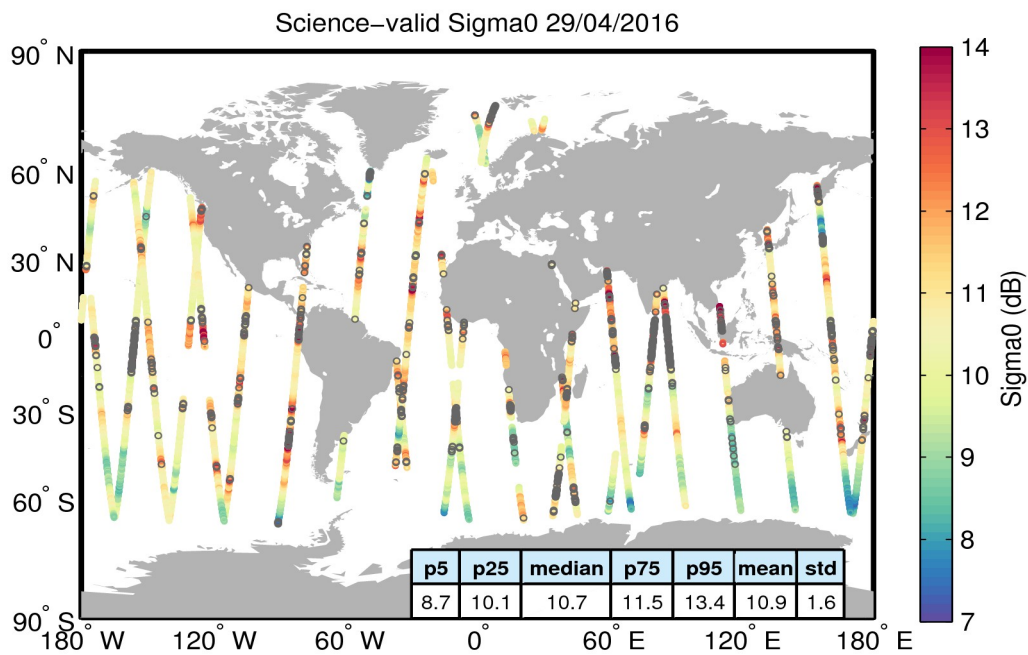 Science−valid Sigma0 29/04/2016
90° N
60° N
30° N
0°
30° S
60° S
90° S
180° W
120° W
60° W
0°
60° E
120° E
180° E
p5 p25 median p75 p95 mean std
8.7 10.1 10.7 11.5 13.4 10.9 1.6
14
13
12
11
10
9
8
7
Sigma0 (dB)